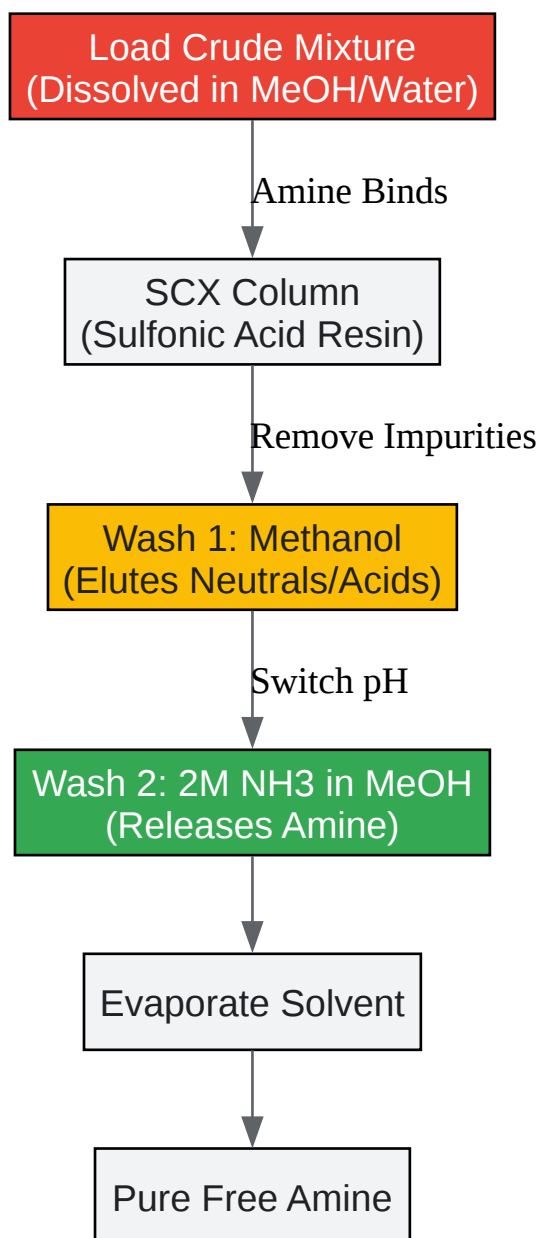 Load Crude Mixture
(Dissolved in MeOH/Water)
Amine Binds
SCX Column
(Sulfonic Acid Resin)
Remove Impurities
Wash 1: Methanol
(Elutes Neutrals/Acids)
Switch pH
Wash 2: 2M NH3 in MeOH
(Releases Amine)
Evaporate Solvent
Pure Free Amine